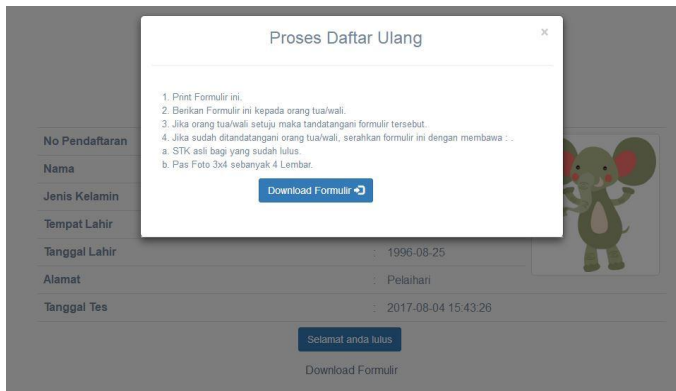 Proses Daftar Ulang
×
1. Print Formulir ini.
2. Berikan Formulir ini kepada orang tua/wali.
3. Jika orang tua/wali setuju maka tandatangani formulir tersebut.
4. Jika sudah ditandatangani orang tua/wali, serahkan formulir ini dengan membawa : .
a. STK asli bagi yang sudah lulus.
b. Pas Foto 3x4 sebanyak 4 Lembar.
Download Formulir
No Pendaftaran
Nama
Jenis Kelamin
Tempat Lahir
Tanggal Lahir : 1996-08-25
Alamat : Pelaihari
Tanggal Tes : 2017-08-04 15:43:26
Selamat anda lulus
Download Formulir